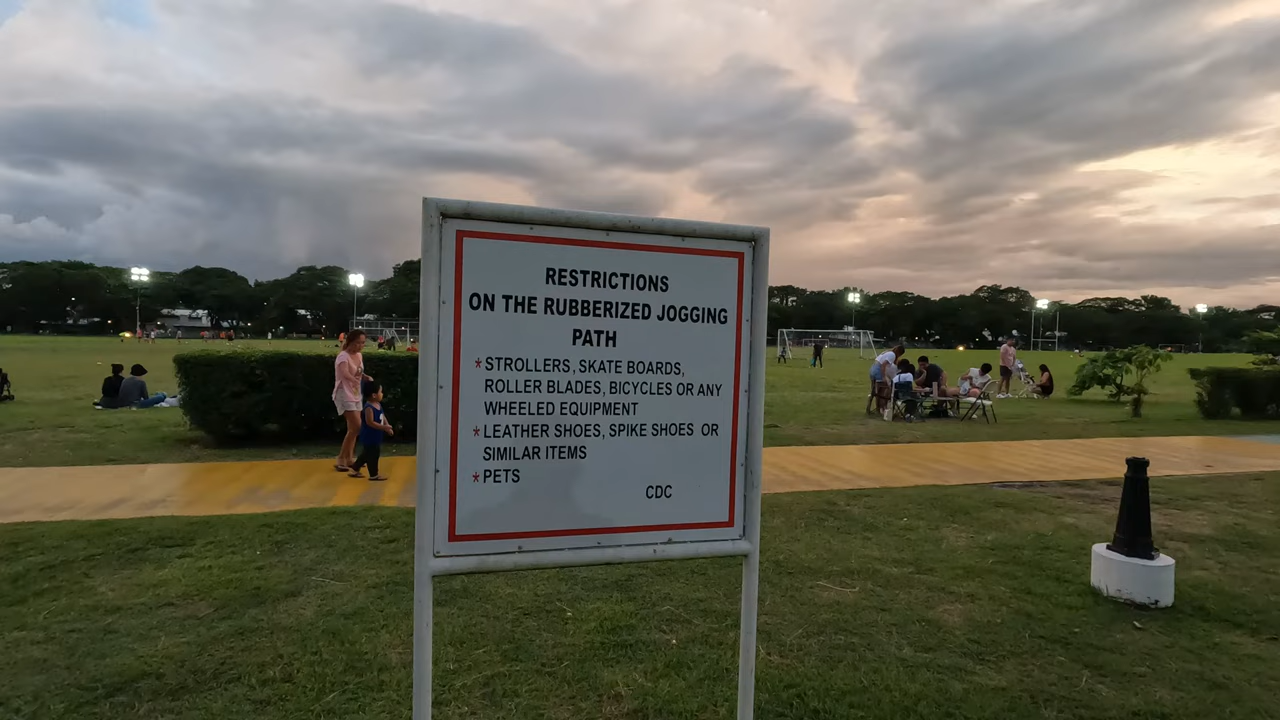 RESTRICTIONS
ON THE RUBBERIZED JOGGING
PATH
*STROLLERS, SKATE BOARDS,
ROLLER BLADES, BICYCLES OR ANY
WHEELED EQUIPMENT
*LEATHER SHOES, SPIKE SHOES OR
SIMILAR ITEMS
*PETS
CDC